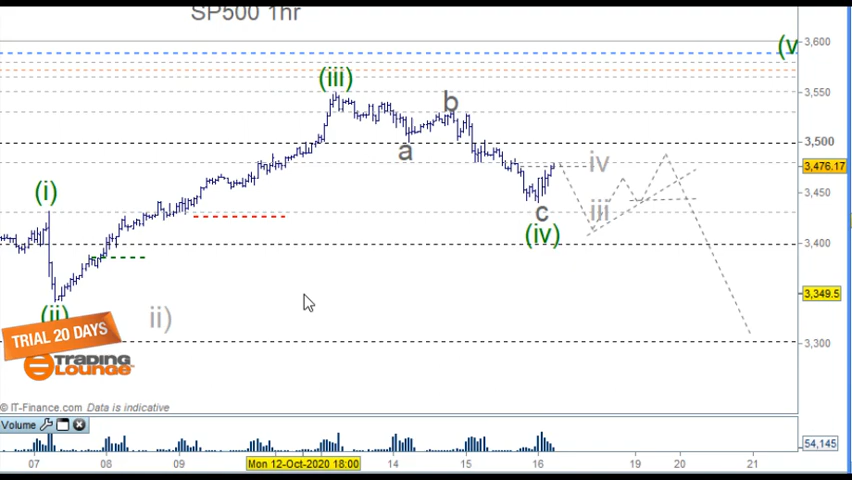 SP500 1hr
3,600
(v
(iii)
3,550
b
3,500
a
iv
3,476.17
(i)
3,450
iii
c
(iv)
3,400
3,349.5
(ii)
ii)
TRIAL 20 DAYS
TRADING
LOUNGE
3,300
© IT-Finance.com Data is indicative
Volume
54,145
07 08 09 Mon 12-Oct-2020 18:00 14 15 16 19 20 21